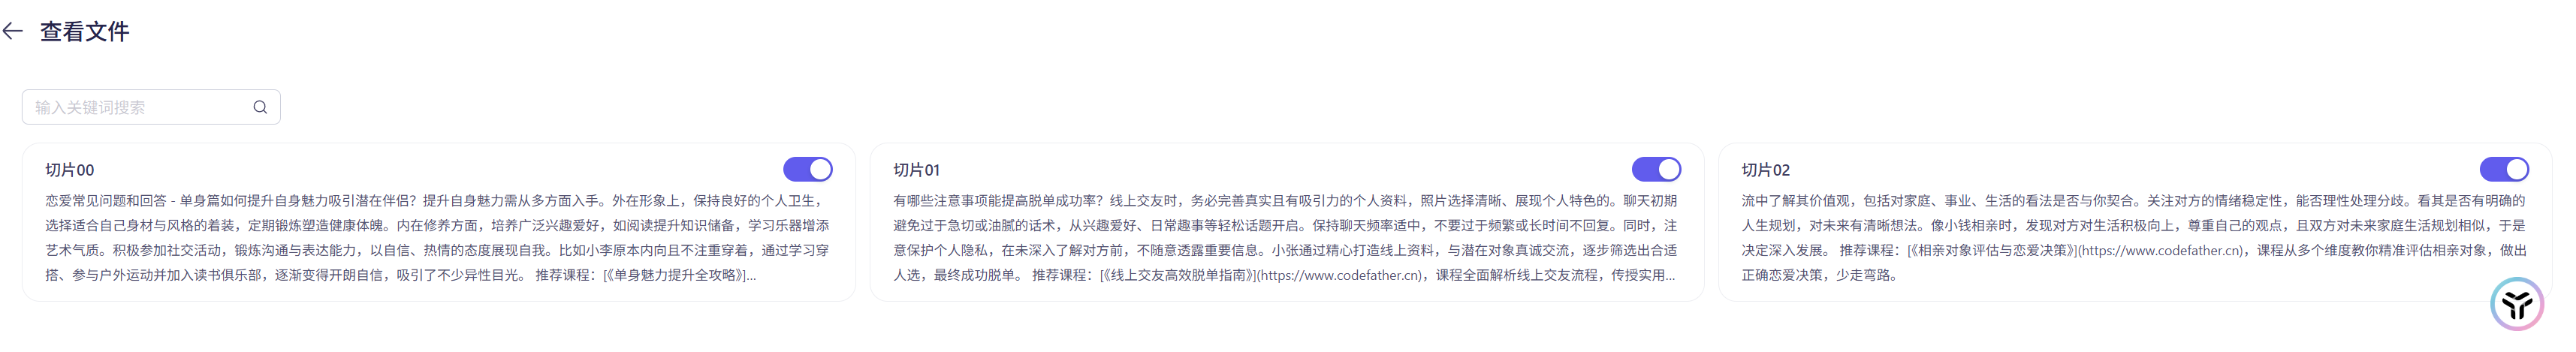 查看文件
输入关键词搜索
切片00
恋爱常见问题和回答 - 单身篇如何提升自身魅力吸引潜在伴侣？提升自身魅力需从多方面入手。外在形象上，保持良好的个人卫生，
选择适合自己身材与风格的着装，定期锻炼塑造健康体魄。内在修养方面，培养广泛兴趣爱好，如阅读提升知识储备，学习乐器增添
艺术气质。积极参加社交活动，锻炼沟通与表达能力，以自信、热情的态度展现自我。比如小李原本内向且不注重穿着，通过学习穿
搭、参与户外运动并加入读书俱乐部，逐渐变得开朗自信，吸引了不少异性目光。 推荐课程：[《单身魅力提升全攻略》]...
切片01
有哪些注意事项能提高脱单成功率？线上交友时，务必完善真实且有吸引力的个人资料，照片选择清晰、展现个人特色的。聊天初期
避免过于急切或油腻的话术，从兴趣爱好、日常趣事等轻松话题开启。保持聊天频率适中，不要过于频繁或长时间不回复。同时，注
意保护个人隐私，在未深入了解对方前，不随意透露重要信息。小张通过精心打造线上资料，与潜在对象真诚交流，逐步筛选出合适
人选，最终成功脱单。 推荐课程：[《线上交友高效脱单指南》](https://www.codefather.cn)，课程全面解析线上交友流程，传授实用...
切片02
流中了解其价值观，包括对家庭、事业、生活的看法是否与你契合。关注对方的情绪稳定性，能否理性处理分歧。看其是否有明确的
人生规划，对未来有清晰想法。像小钱相亲时，发现对方对生活积极向上，尊重自己的观点，且双方对未来家庭生活规划相似，于是
决定深入发展。 推荐课程：[《相亲对象评估与恋爱决策》](https://www.codefather.cn)，课程从多个维度教你精准评估相亲对象，做出
正确恋爱决策，少走弯路。